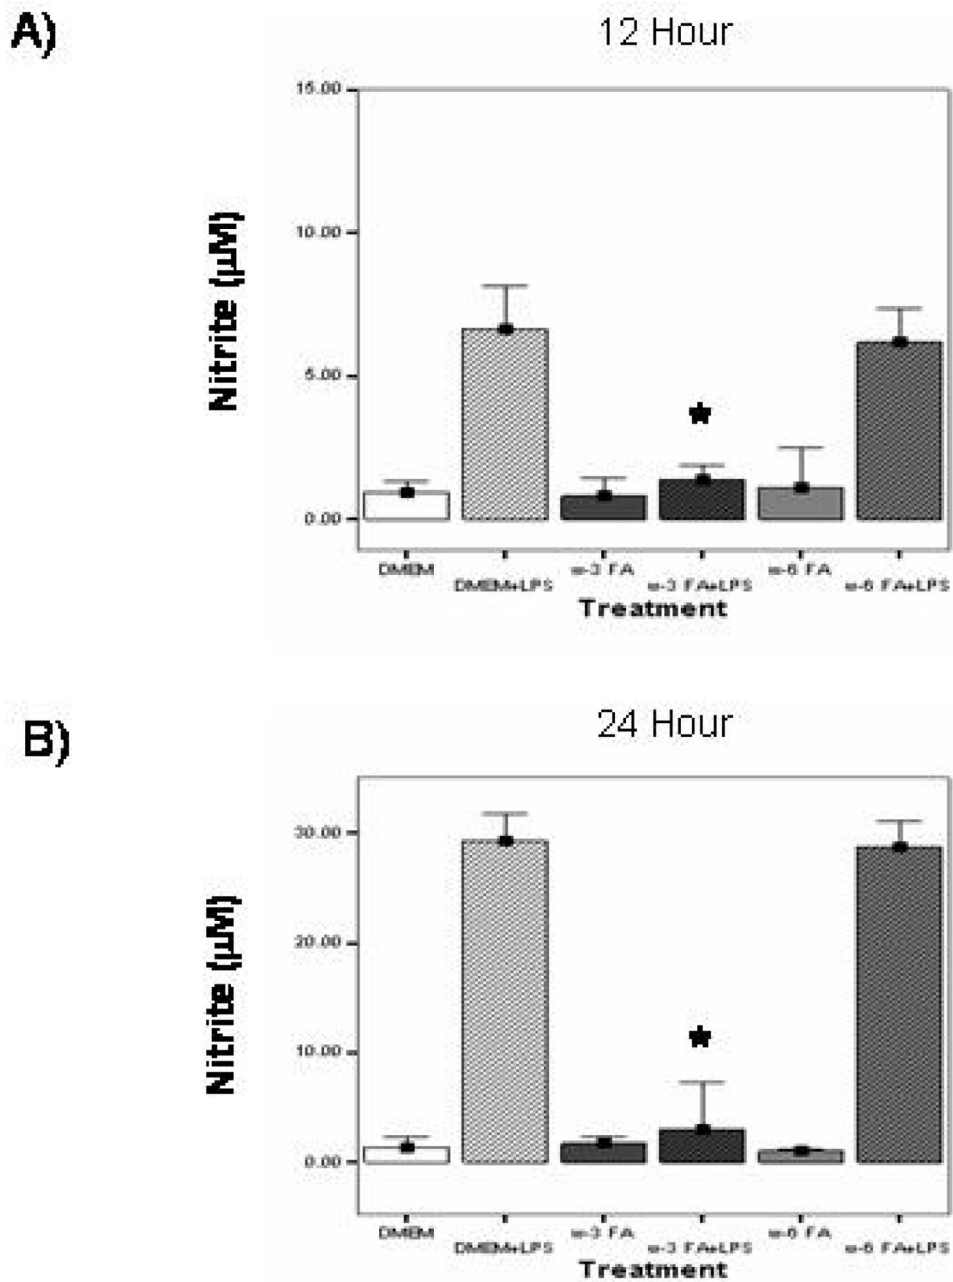 A)
12 Hour
15.00
10.00
5.00
0.00
Nitrite (µM)
DMEM
DMEM+LPS
w-3 FA
w-3 FA+LPS
w-6 FA
w-6 FA+LPS
Treatment
B)
24 Hour
30.00
20.00
10.00
0.00
Nitrite (µM)
DMEM
DMEM+LPS
w-3 FA
w-3 FA+LPS
w-6 FA
w-6 FA+LPS
Treatment